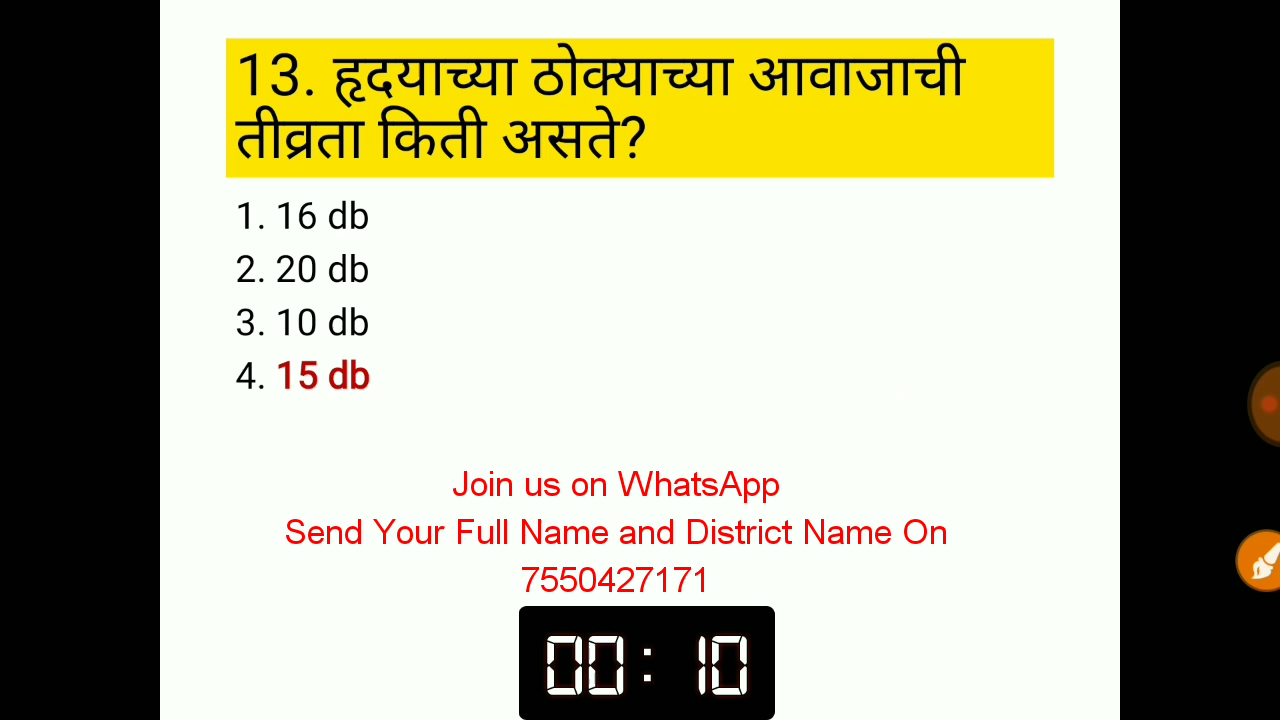 13. हृदयाच्या ठोक्याच्या आवाजाची
तीव्रता किती असते?
1. 16 db
2. 20 db
3. 10 db
4. 15 db
Join us on WhatsApp
Send Your Full Name and District Name On
7550427171
00:10